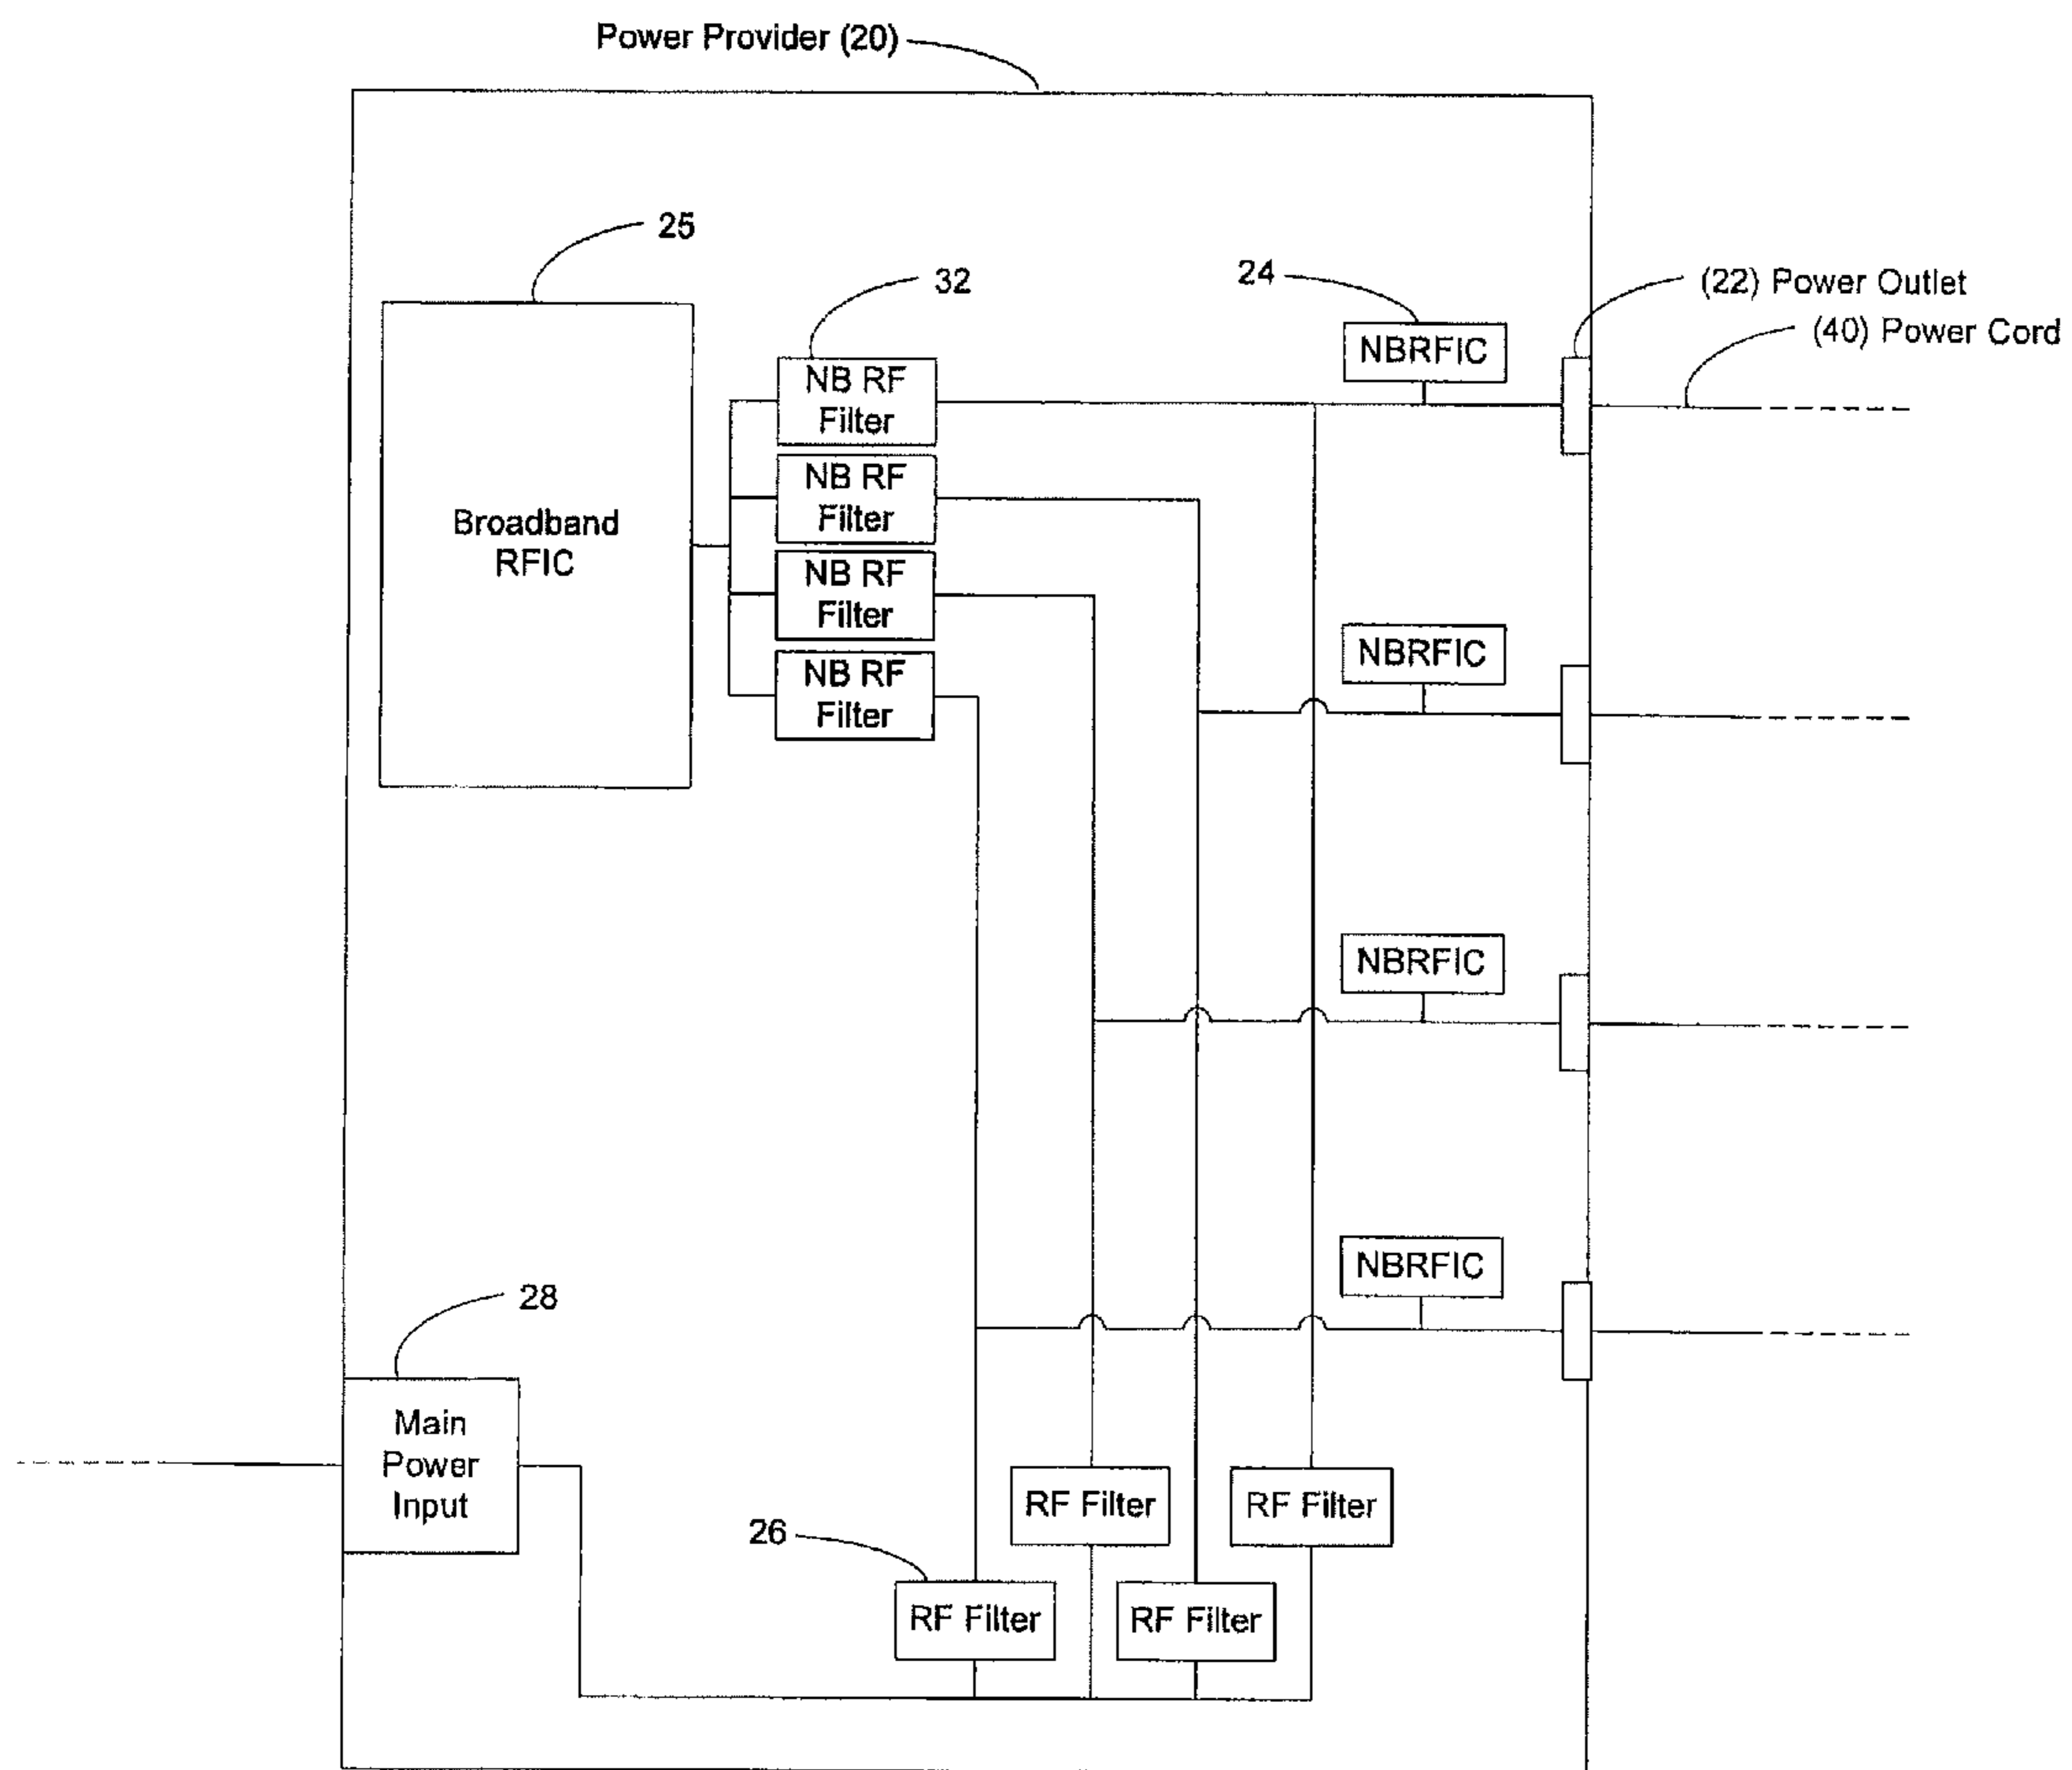 Power Provider (20)
25
32
24
(22) Power Outlet
(40) Power Cord
NBRFIC
NB RF
Filter
NB RF
Filter
Broadband
RFIC
NB RF
Filter
NBRFIC
NB RF
Filter
NBRFIC
NBRFIC
28
Main
Power
Input
RF Filter
RF Filter
26
RF Filter
RF Filter